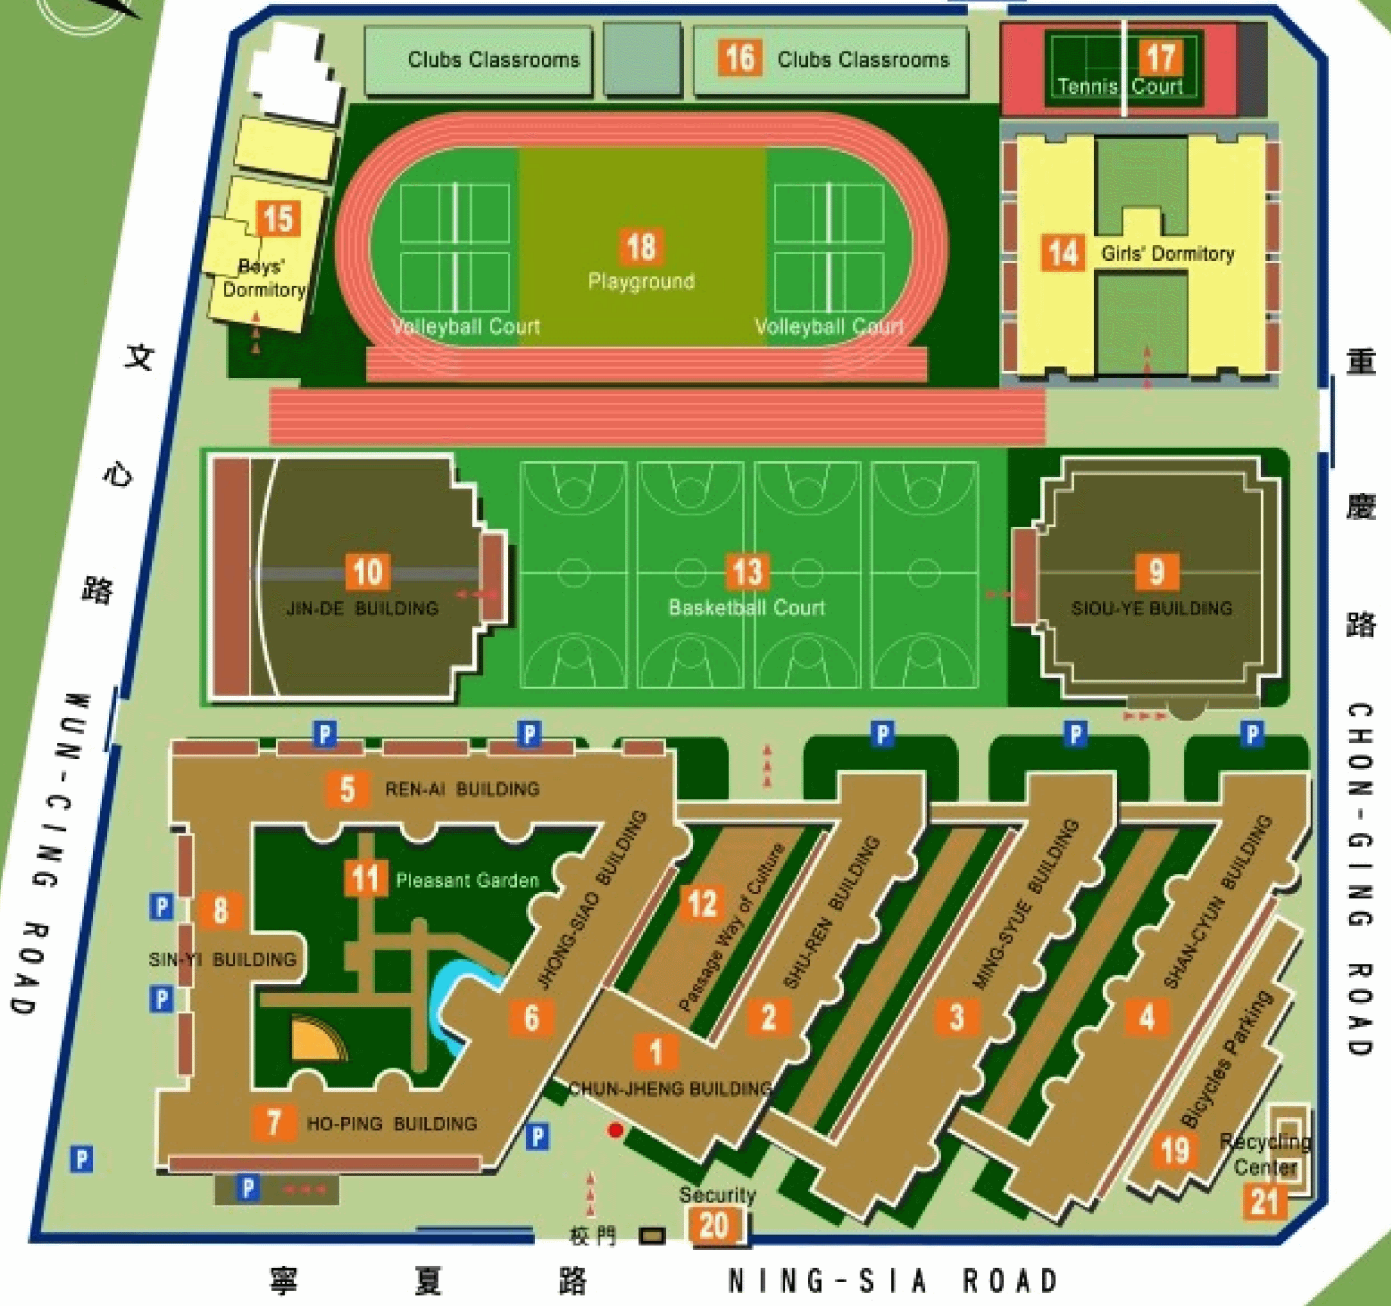 Clubs Classrooms
16
Clubs Classrooms
17
Tennis Court
15
Boys'
Dormitory
18
Playground
Volleyball Court
Volleyball Court
14
Girls' Dormitory
文心路
WUN-CING ROAD
重慶路
CHON-GING ROAD
10
JIN-DE BUILDING
13
Basketball Court
9
SIOU-YE BUILDING
P
P
P
P
P
5
REN-AI BUILDING
11
Pleasant Garden
8
SIN-YI BUILDING
P
P
6
JHONG-SIAO BUILDING
12
Passage Way of Culture
2
SHU-REN BUILDING
3
MING-SYUE BUILDING
4
SHAN-CYUN BUILDING
1
CHUN-JHENG BUILDING
7
HO-PING BUILDING
P
P
P
19
Bicycles Parking
Recycling
Center
21
Security
20
校門
寧夏路
NING-SIA ROAD